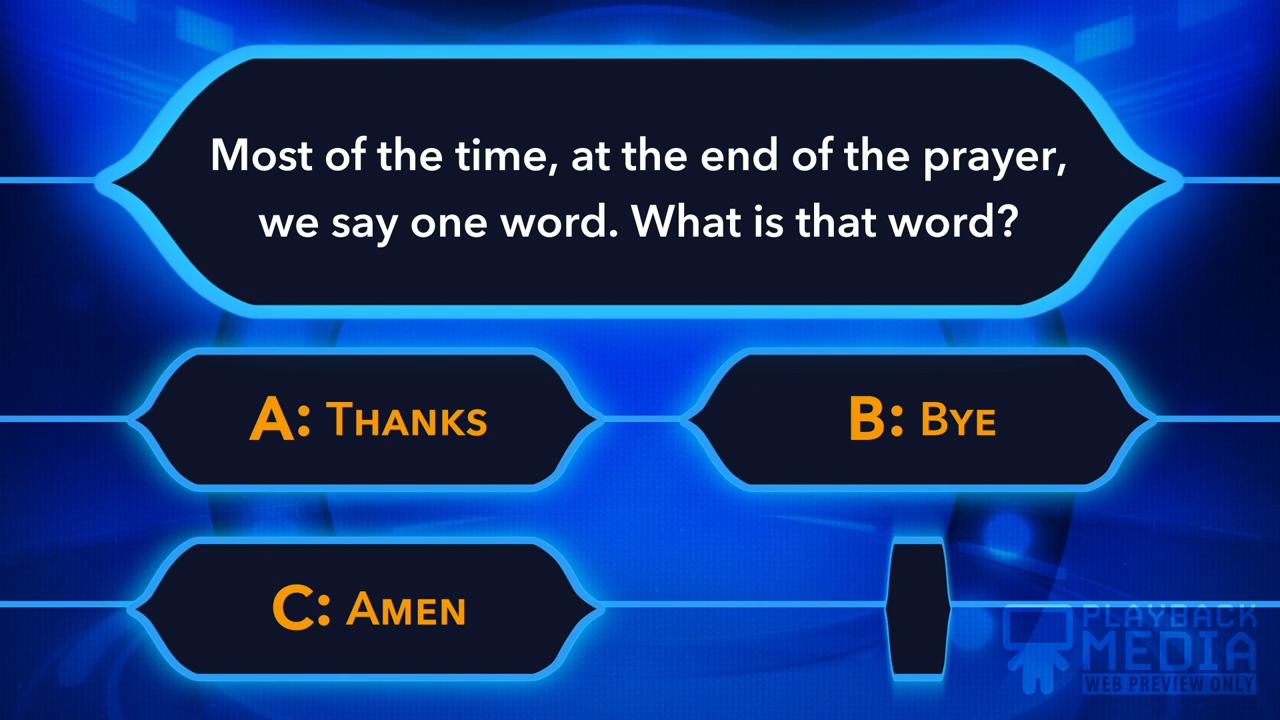 Most of the time, at the end of the prayer,
we say one word. What is that word?
A: THANKS
B: BYE
C: AMEN
PLAYBACK
MEDIA
WEB PREVIEW ONLY